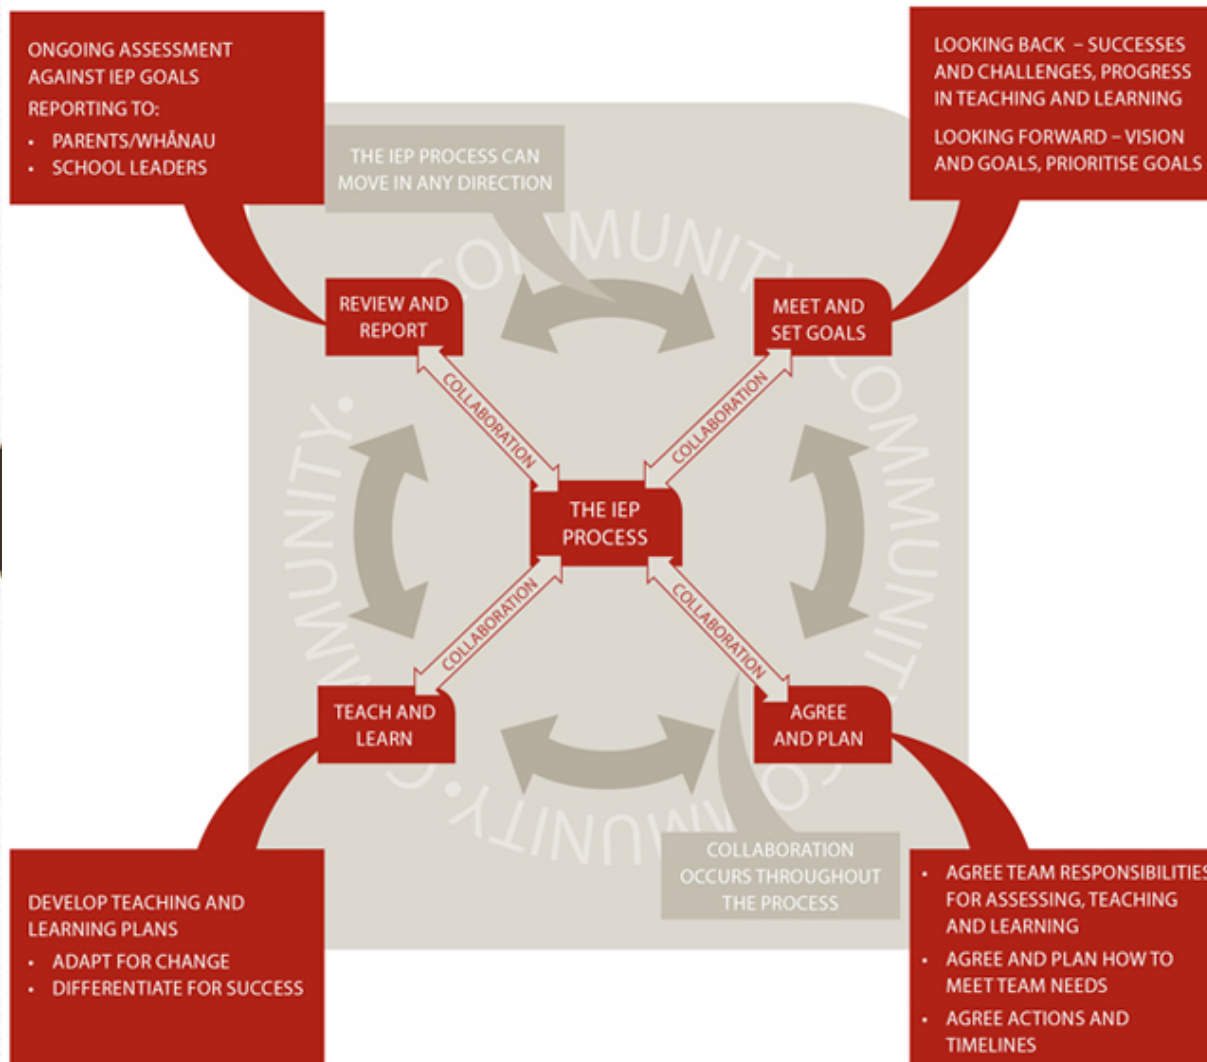 ONGOING ASSESSMENT
AGAINST IEP GOALS
REPORTING TO:
• PARENTS/WHĀNAU
• SCHOOL LEADERS
LOOKING BACK – SUCCESSES
AND CHALLENGES, PROGRESS
IN TEACHING AND LEARNING
LOOKING FORWARD – VISION
AND GOALS, PRIORITISE GOALS
THE IEP PROCESS CAN
MOVE IN ANY DIRECTION
COMMUNITY • COMMUNITY • COMMUNITY • COMMUNITY •
REVIEW AND
REPORT
MEET AND
SET GOALS
COLLABORATION
COLLABORATION
THE IEP
PROCESS
COLLABORATION
COLLABORATION
TEACH AND
LEARN
AGREE
AND PLAN
COLLABORATION
OCCURS THROUGHOUT
THE PROCESS
DEVELOP TEACHING AND
LEARNING PLANS
• ADAPT FOR CHANGE
• DIFFERENTIATE FOR SUCCESS
• AGREE TEAM RESPONSIBILITIES
FOR ASSESSING, TEACHING
AND LEARNING
• AGREE AND PLAN HOW TO
MEET TEAM NEEDS
• AGREE ACTIONS AND
TIMELINES